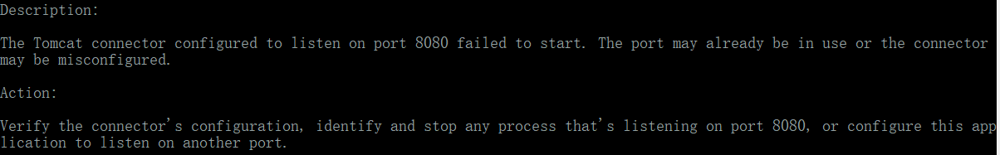 Description:
The Tomcat connector configured to listen on port 8080 failed to start. The port may already be in use or the connector
may be misconfigured.
Action:
Verify the connector's configuration, identify and stop any process that's listening on port 8080, or configure this app
lication to listen on another port.